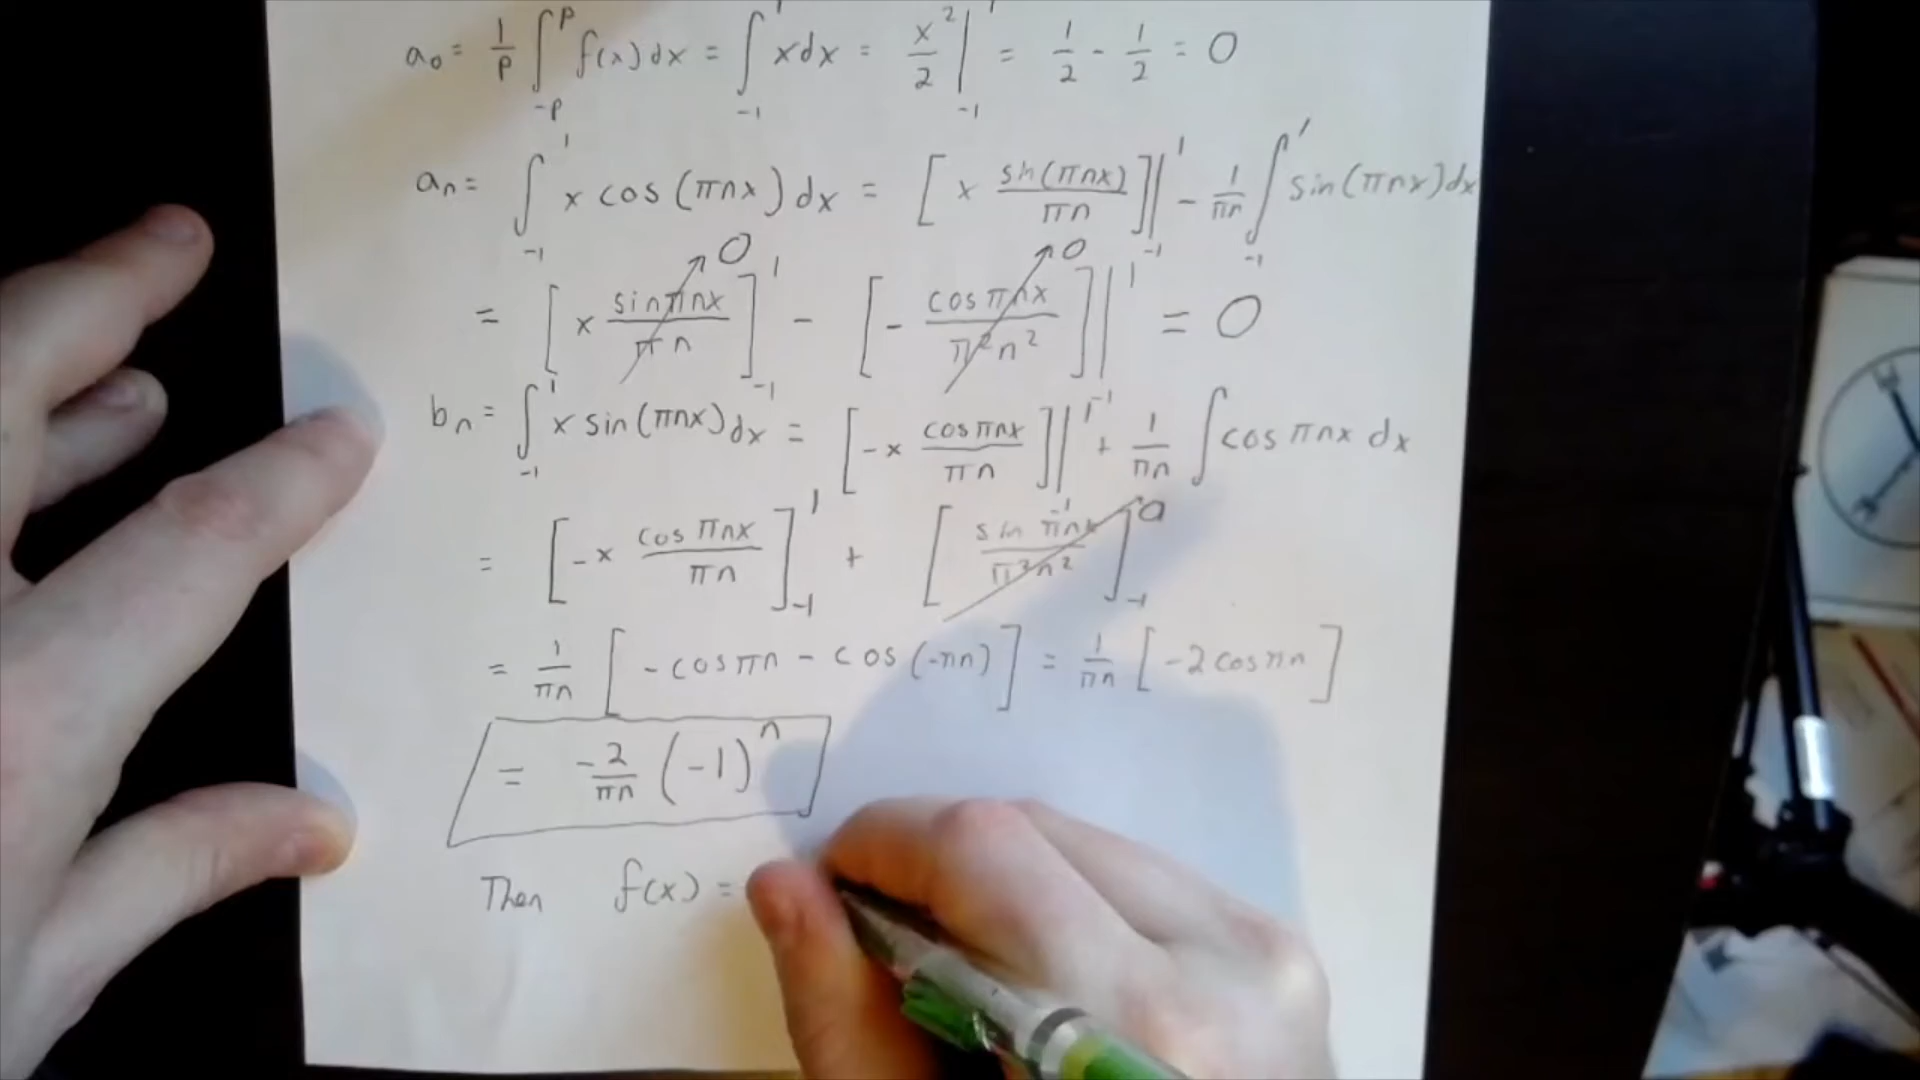 a₀ = 1/p ∫_{-p}^{p} f(x) dx = ∫_{-1}^{1} x dx = x²/2 |_{-1}^{1} = 1/2 - 1/2 = 0
aₙ = ∫_{-1}^{1} x cos(πnx) dx = [x sin(πnx)/πn]|_{-1}^{1} - 1/πn ∫_{-1}^{1} sin(πnx) dx
= [x sin πnx/πn]_{-1}^{1} → 0 - [- cos πnx/π²n²]|_{-1}^{1} → 0 = 0
bₙ = ∫_{-1}^{1} x sin(πnx) dx = [-x cos πnx/πn]|_{-1}^{1} + 1/πn ∫_{-1} cos πnx dx
= [-x cos πnx/πn]_{-1}^{1} + [sin πnx/π²n²]_{-1} → 0
= 1/πn [-cos πn - cos(-πn)] = 1/πn [-2 cos πn]
= -2/πn (-1)ⁿ
Then f(x) =